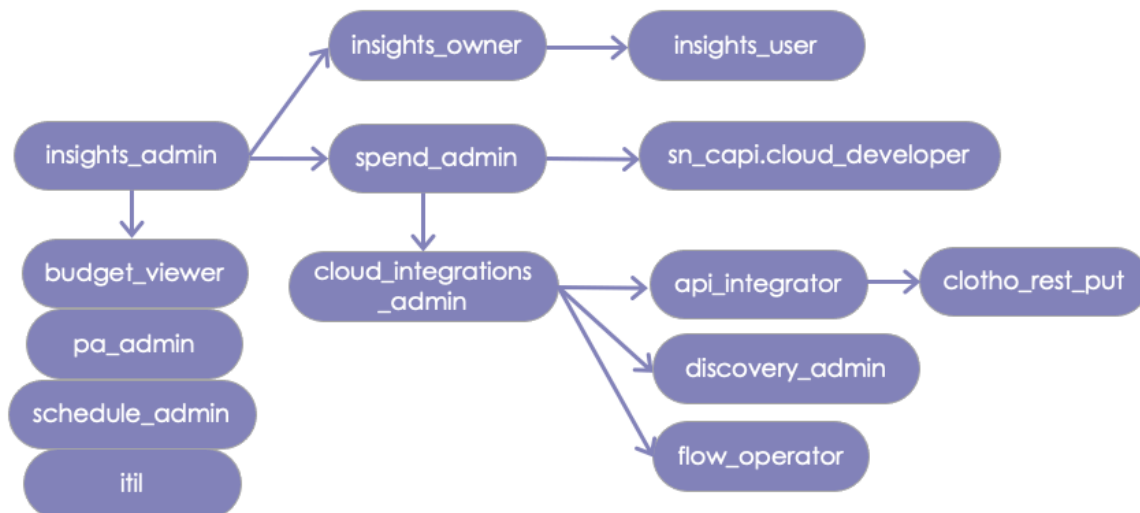 insights_owner
insights_user
insights_admin
spend_admin
sn_capi.cloud_developer
budget_viewer
cloud_integrations
_admin
api_integrator
clotho_rest_put
pa_admin
discovery_admin
schedule_admin
flow_operator
itil